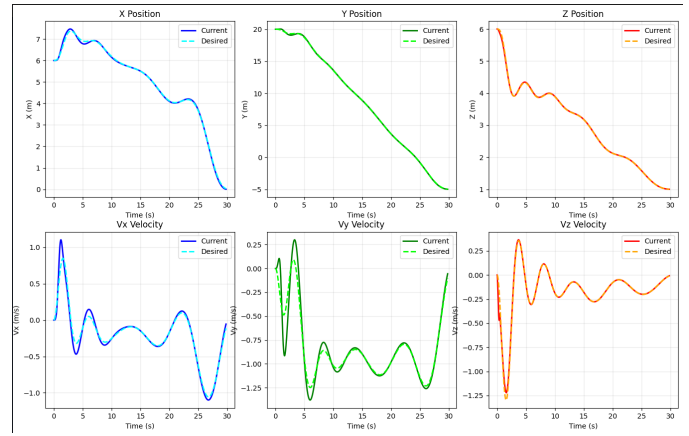 X Position
Y Position
Z Position
Current
Desired
Current
Desired
Current
Desired
X (m)
7
6
5
4
3
2
1
0
Y (m)
20
15
10
5
0
−5
Z (m)
6
5
4
3
2
1
0 5 10 15 20 25 30
0 5 10 15 20 25 30
0 5 10 15 20 25 30
Time (s)
Time (s)
Time (s)
Vx Velocity
Vy Velocity
Vz Velocity
Current
Desired
Current
Desired
Current
Desired
Vx (m/s)
1.0
0.5
0.0
−0.5
−1.0
Vy (m/s)
0.25
0.00
−0.25
−0.50
−0.75
−1.00
−1.25
Vz (m/s)
0.25
0.00
−0.25
−0.50
−0.75
−1.00
−1.25
0 5 10 15 20 25 30
0 5 10 15 20 25 30
0 5 10 15 20 25 30
Time (s)
Time (s)
Time (s)